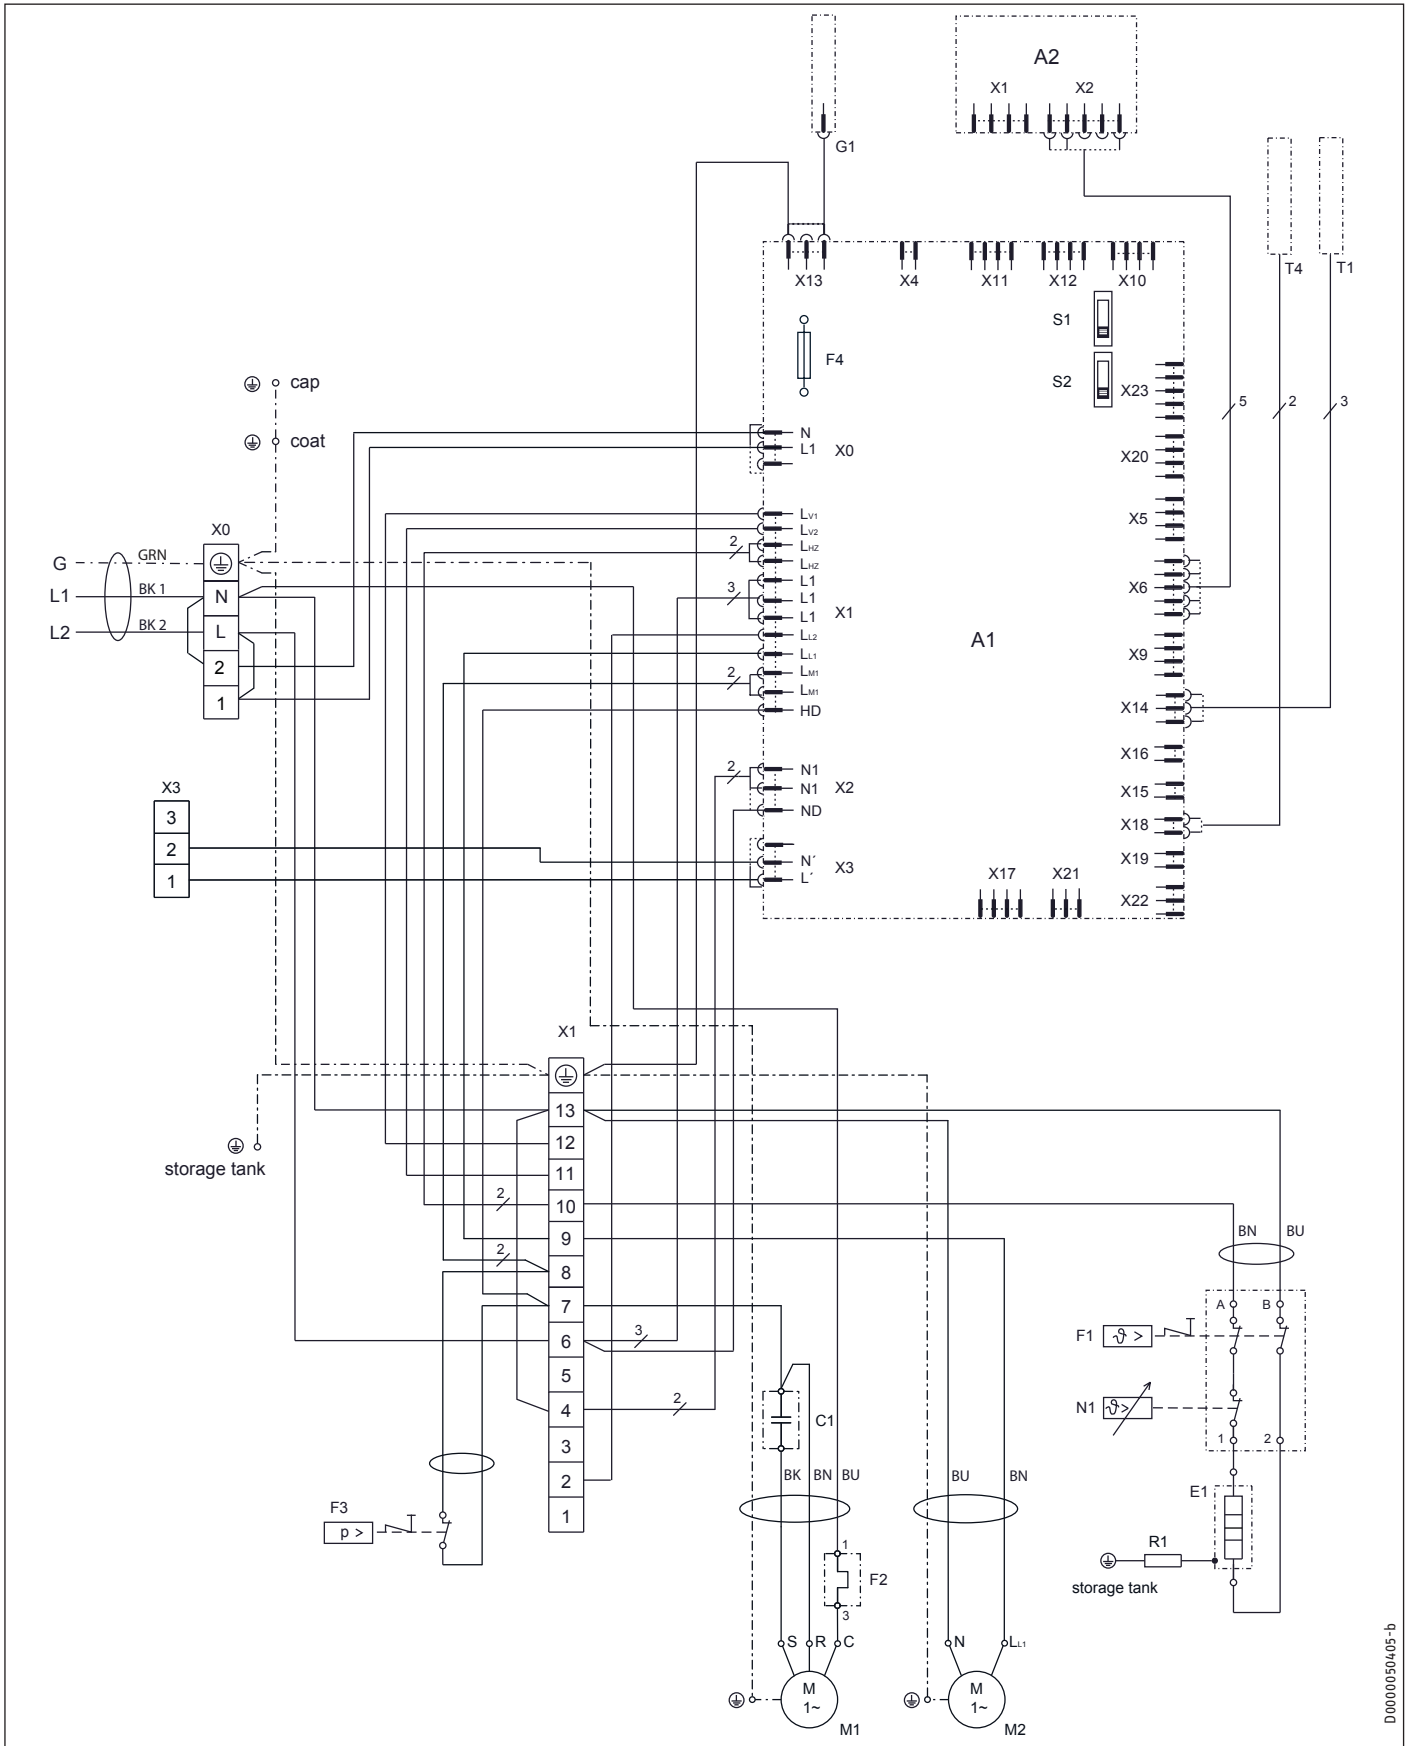 A2
X1 X2
G1
T4 T1
X13 X4 X11 X12 X10
S1
F4
S2
X23
5 2 3
cap
coat
N
L1 X0
X20
X5
X0
LV1
LV2
2 LHZ
LHZ
G GRN
L1 BK 1 N
L2 BK 2 L
2
1
3 L1
L1 X1
L1
LL2
LL1
2 LM1
LM1
HD
A1
X6
X9
X14
X16
X15
X18
X19
X22
2 N1
N1 X2
ND
X3
3
2
1
N´ X3
L´
X17 X21
X1
13
12
11
2 10
9
2 8
7
6 3
5
4 2
3
2
1
storage tank
BN BU
A B
F1 ϑ >
N1 ϑ>
1 2
C1
BK BN BU
BU BN
F3
p >
E1
R1
storage tank
1
F2
3
S R C
N LL1
M
1~
M1
M
1~
M2
D0000050405-b